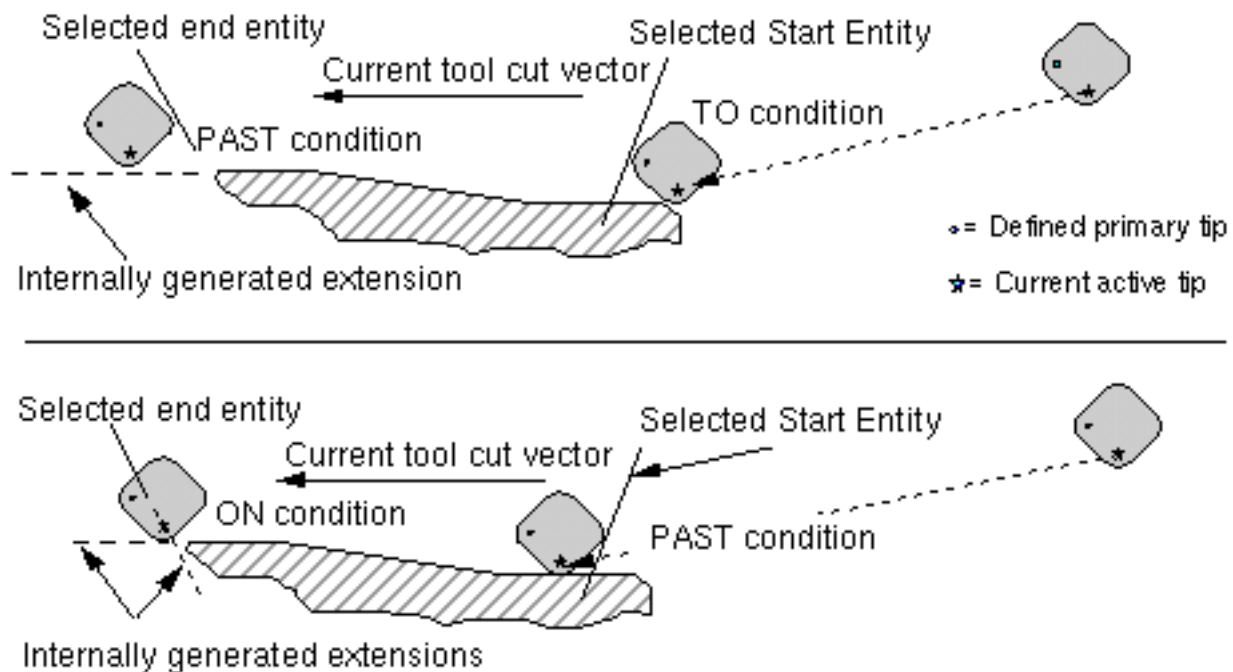 Selected end entity
Selected Start Entity
Current tool cut vector
PAST condition
TO condition
= Defined primary tip
Internally generated extension
= Current active tip
Selected end entity
Selected Start Entity
Current tool cut vector
ON condition
PAST condition
Internally generated extensions